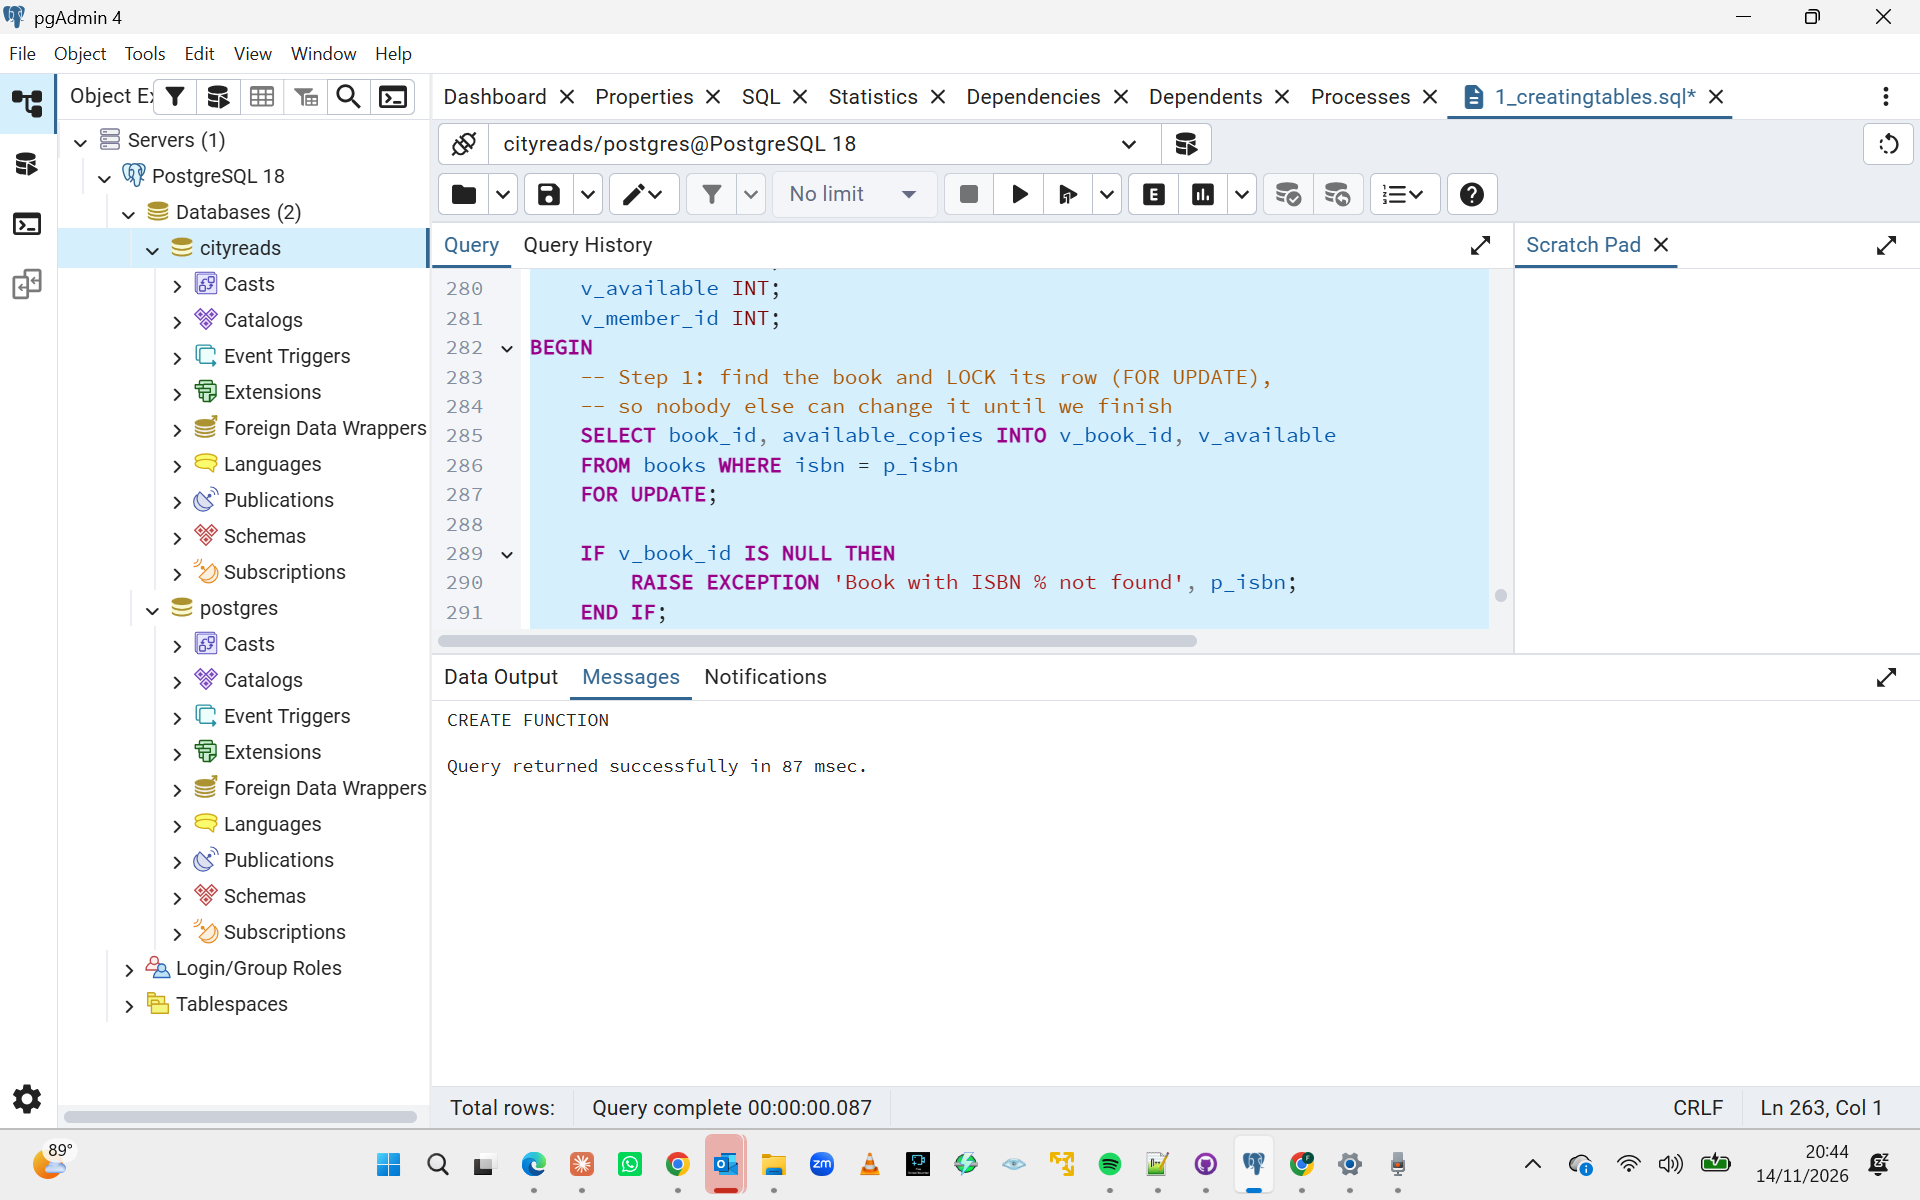 pgAdmin 4
File Object Tools Edit View Window Help
Object Ex
Dashboard Properties SQL Statistics Dependencies Dependents Processes 1_creatingtables.sql*
Servers (1)
PostgreSQL 18
Databases (2)
cityreads
Casts
Catalogs
Event Triggers
Extensions
Foreign Data Wrappers
Languages
Publications
Schemas
Subscriptions
postgres
Casts
Catalogs
Event Triggers
Extensions
Foreign Data Wrappers
Languages
Publications
Schemas
Subscriptions
Login/Group Roles
Tablespaces
cityreads/postgres@PostgreSQL 18
No limit
E
Query Query History
Scratch Pad
280 v_available INT;
281 v_member_id INT;
282 BEGIN
283 -- Step 1: find the book and LOCK its row (FOR UPDATE),
284 -- so nobody else can change it until we finish
285 SELECT book_id, available_copies INTO v_book_id, v_available
286 FROM books WHERE isbn = p_isbn
287 FOR UPDATE;
288
289 IF v_book_id IS NULL THEN
290 RAISE EXCEPTION 'Book with ISBN % not found', p_isbn;
291 END IF;
Data Output Messages Notifications
CREATE FUNCTION
Query returned successfully in 87 msec.
Total rows: Query complete 00:00:00.087 CRLF Ln 263, Col 1
89°
zm
20:44
14/11/2026